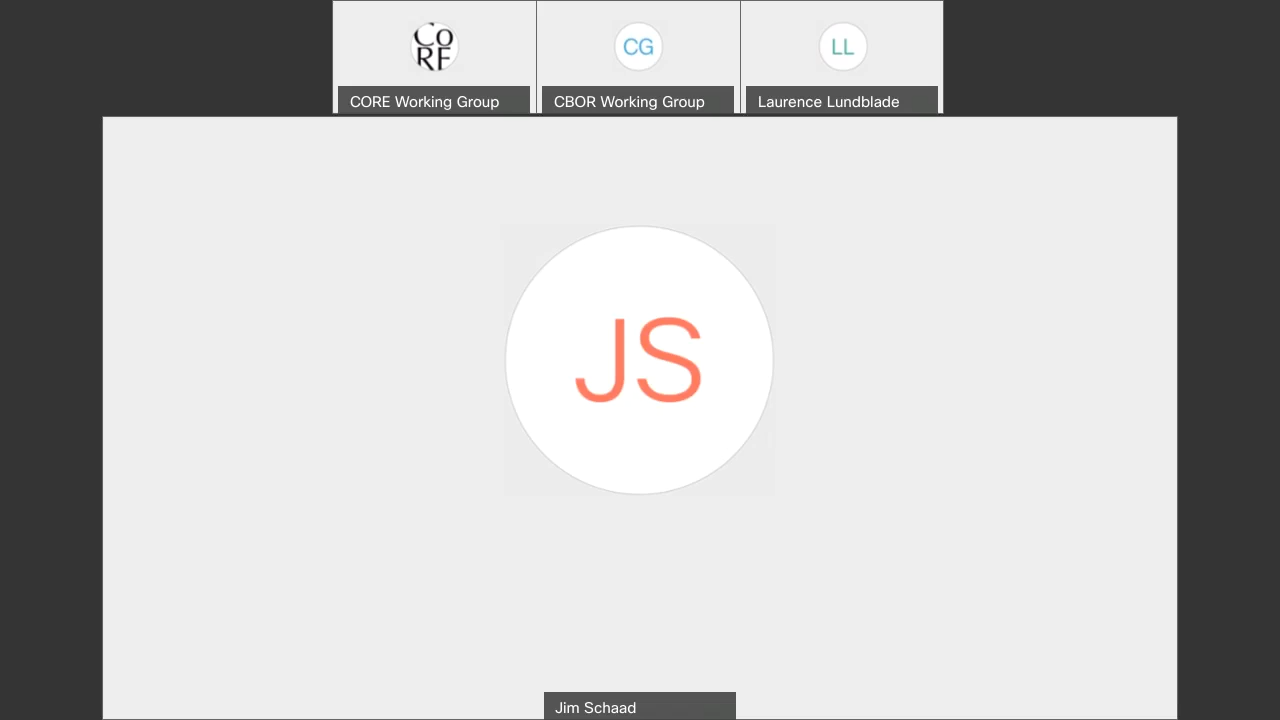 CO
RE
CG
LL
CORE Working Group
CBOR Working Group
Laurence Lundblade
JS
Jim Schaad